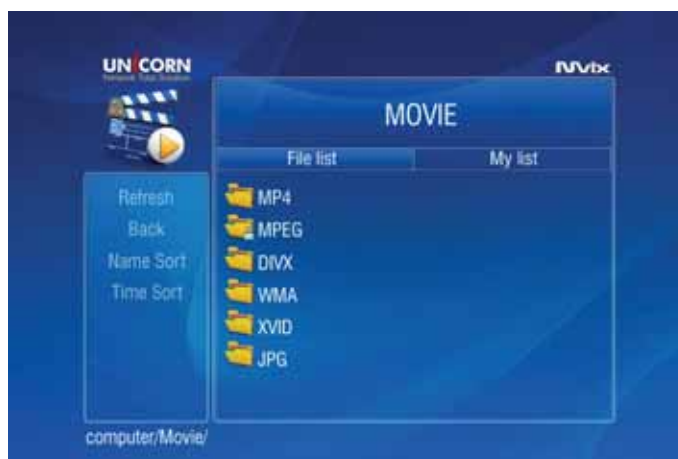 UNiCORN
Mvix
MOVIE
File list My list
Refresh
Back
Name Sort
Time Sort
MP4
MPEG
DIVX
WMA
XVID
JPG
computer/Movie/